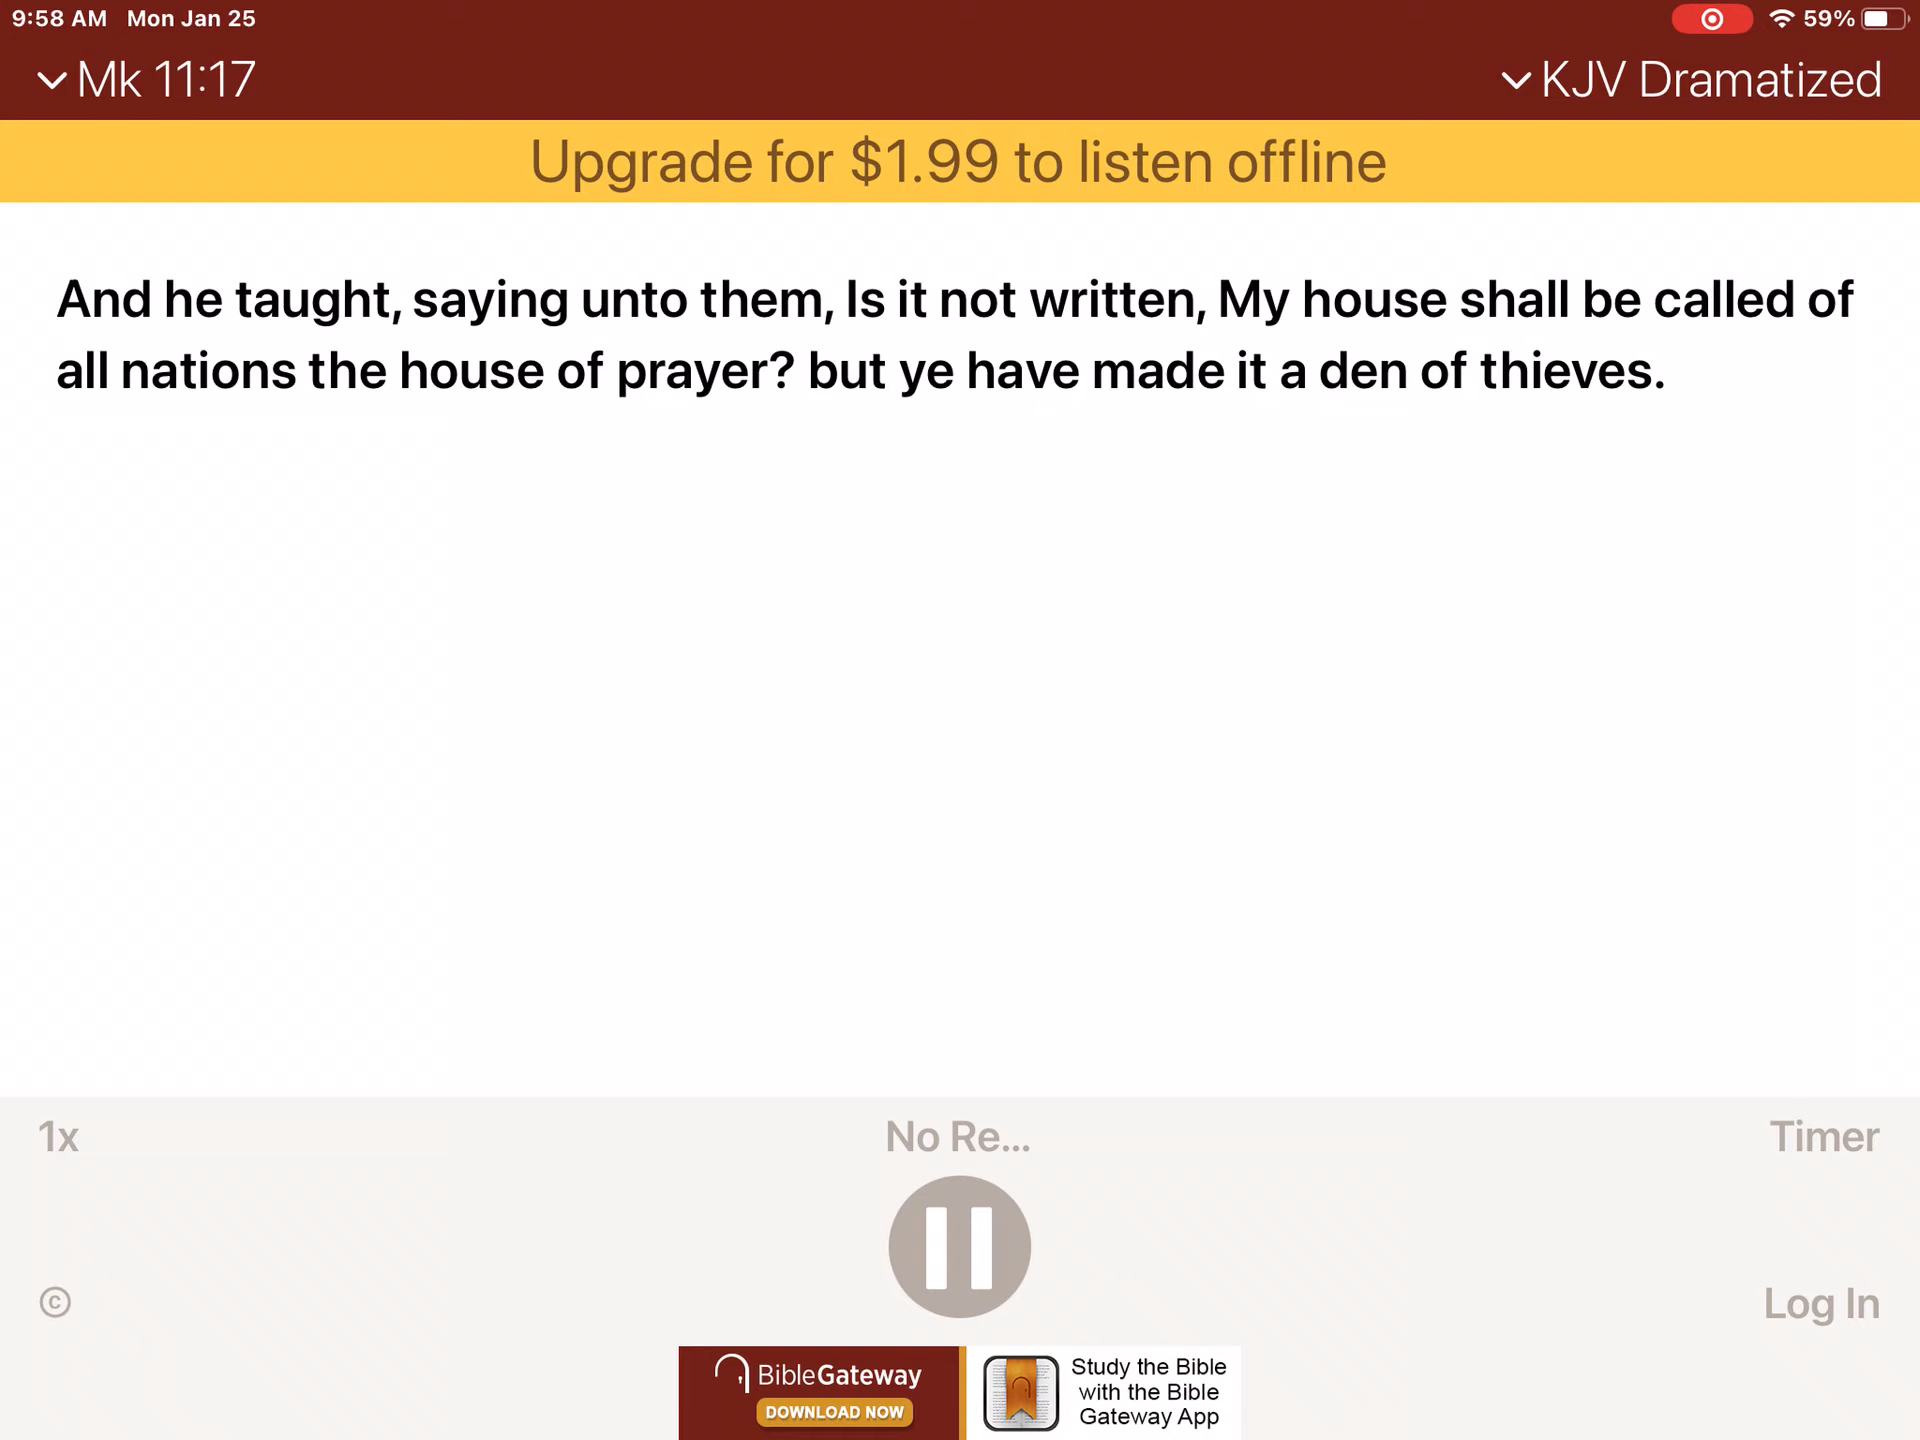 9:58 AM Mon Jan 25 59%
Mk 11:17 KJV Dramatized
Upgrade for $1.99 to listen offline
And he taught, saying unto them, Is it not written, My house shall be called of
all nations the house of prayer? but ye have made it a den of thieves.
1x No Re... Timer
© Log In
BibleGateway
DOWNLOAD NOW
Study the Bible
with the Bible
Gateway App